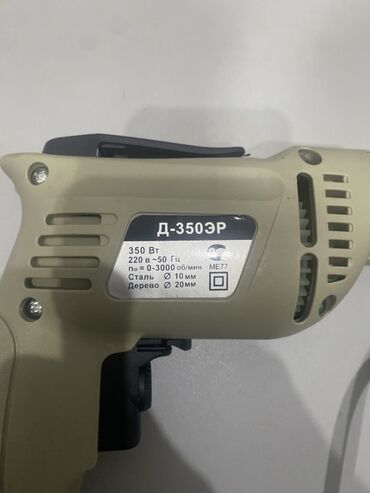 Д-350ЭР
350 Вт
220 в ~50 Гц
n₀ = 0-3000 об/мин
Сталь Ø 10мм
Дерево Ø 20мм
МЕ77